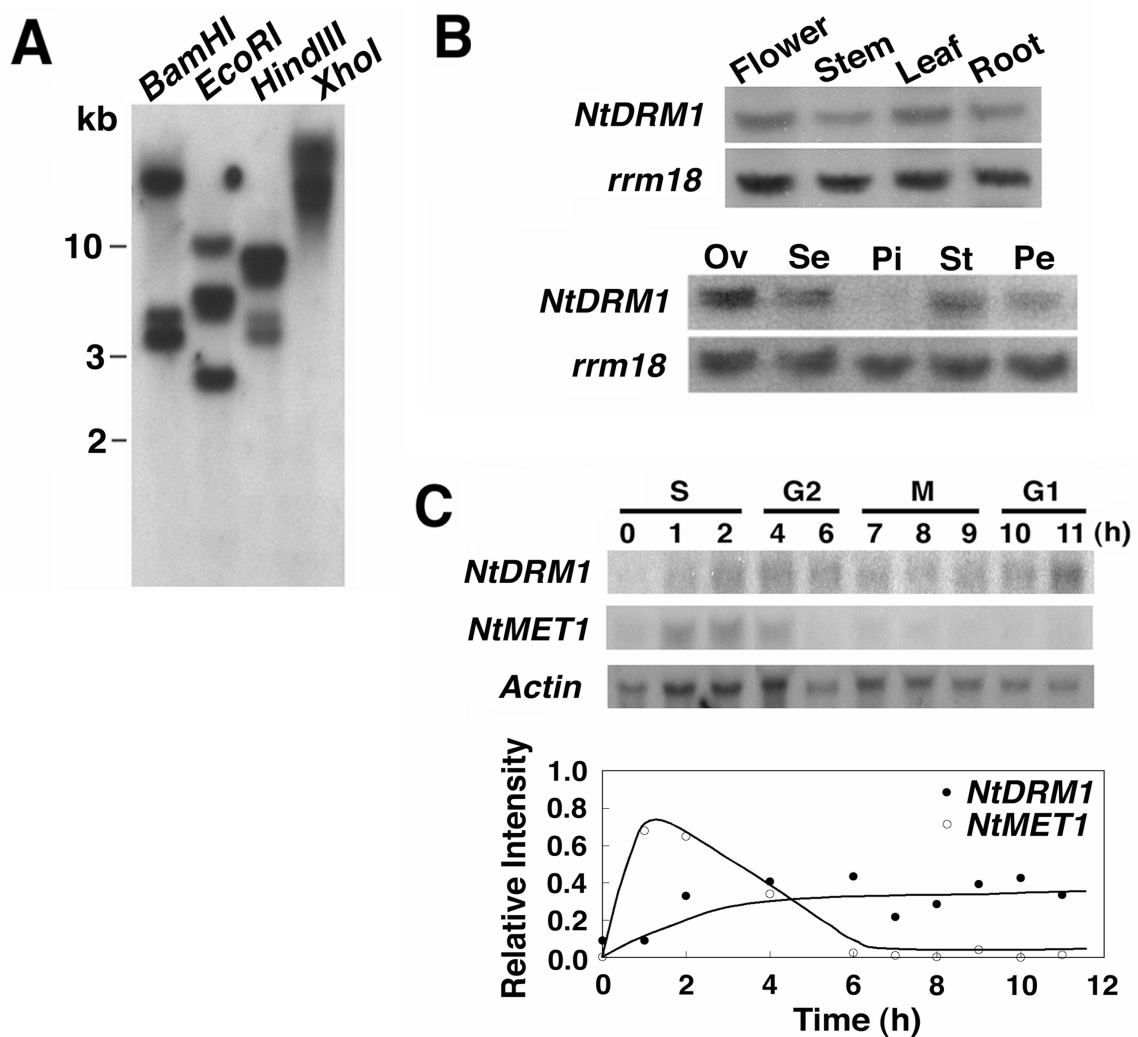 A
BamHI EcoRI HindIII XhoI
kb
10
3
2
B
Flower Stem Leaf Root
NtDRM1
rrm18
Ov Se Pi St Pe
NtDRM1
rrm18
C
S G2 M G1
0 1 2 4 6 7 8 9 10 11 (h)
NtDRM1
NtMET1
Actin
Relative Intensity
1.0
0.8
0.6
0.4
0.2
0.0
NtDRM1
NtMET1
0 2 4 6 8 10 12
Time (h)